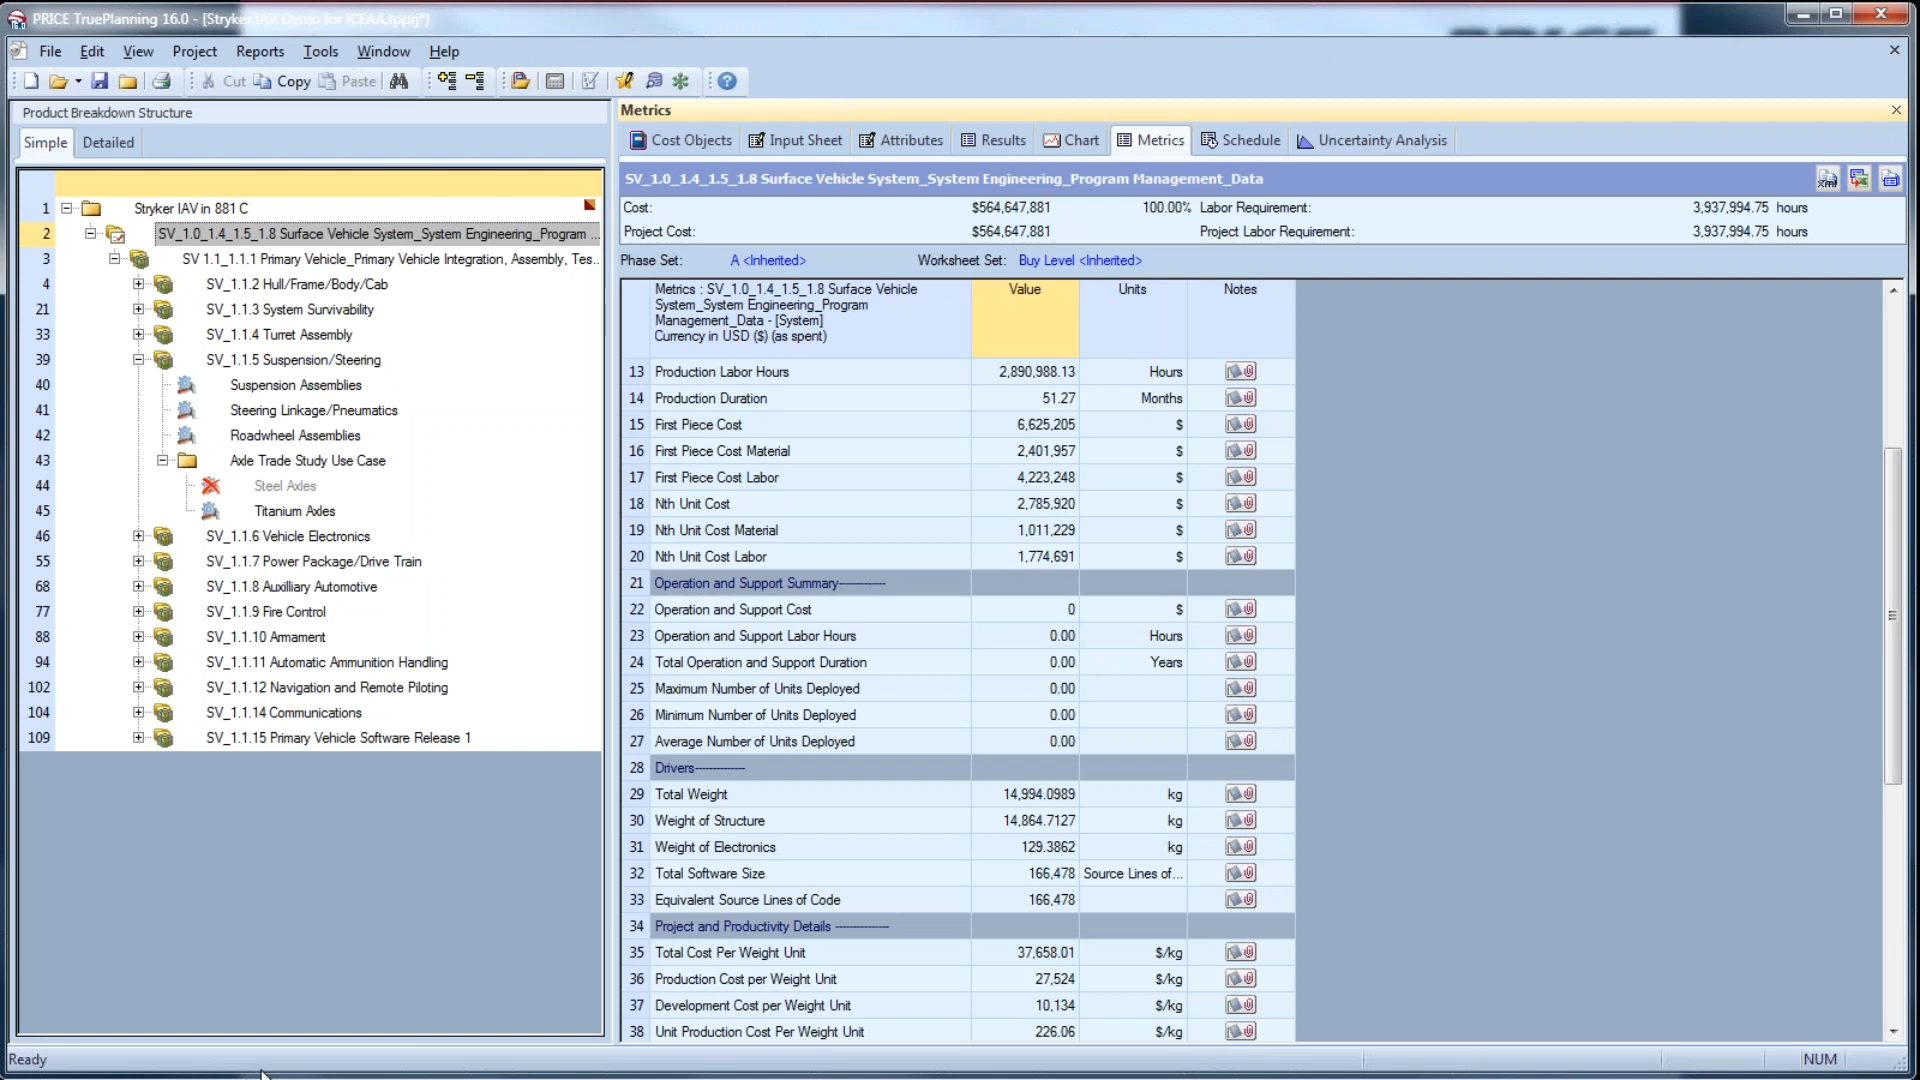 PRICE TruePlanning 16.0 - [Stryker IAV Demo for ICEAA.tpprj*]
File Edit View Project Reports Tools Window Help
Cut Copy Paste
Product Breakdown Structure
Simple Detailed
1 Stryker IAV in 881 C
2 SV_1.0_1.4_1.5_1.8 Surface Vehicle System_System Engineering_Program ...
3 SV 1.1_1.1.1 Primary Vehicle_Primary Vehicle Integration, Assembly, Tes...
4 SV_1.1.2 Hull/Frame/Body/Cab
21 SV_1.1.3 System Survivability
33 SV_1.1.4 Turret Assembly
39 SV_1.1.5 Suspension/Steering
40 Suspension Assemblies
41 Steering Linkage/Pneumatics
42 Roadwheel Assemblies
43 Axle Trade Study Use Case
44 Steel Axles
45 Titanium Axles
46 SV_1.1.6 Vehicle Electronics
55 SV_1.1.7 Power Package/Drive Train
68 SV_1.1.8 Auxilliary Automotive
77 SV_1.1.9 Fire Control
88 SV_1.1.10 Armament
94 SV_1.1.11 Automatic Ammunition Handling
102 SV_1.1.12 Navigation and Remote Piloting
104 SV_1.1.14 Communications
109 SV_1.1.15 Primary Vehicle Software Release 1
Metrics
Cost Objects Input Sheet Attributes Results Chart Metrics Schedule Uncertainty Analysis
SV_1.0_1.4_1.5_1.8 Surface Vehicle System_System Engineering_Program Management_Data
Cost: $564,647,881 100.00% Labor Requirement: 3,937,994.75 hours
Project Cost: $564,647,881 Project Labor Requirement: 3,937,994.75 hours
Phase Set: A <Inherited> Worksheet Set: Buy Level <Inherited>
Metrics : SV_1.0_1.4_1.5_1.8 Surface Vehicle Value Units Notes
System_System Engineering_Program
Management_Data - [System]
Currency in USD ($) (as spent)
13 Production Labor Hours 2,890,988.13 Hours
14 Production Duration 51.27 Months
15 First Piece Cost 6,625,205 $
16 First Piece Cost Material 2,401,957 $
17 First Piece Cost Labor 4,223,248 $
18 Nth Unit Cost 2,785,920 $
19 Nth Unit Cost Material 1,011,229 $
20 Nth Unit Cost Labor 1,774,691 $
21 Operation and Support Summary------------
22 Operation and Support Cost 0 $
23 Operation and Support Labor Hours 0.00 Hours
24 Total Operation and Support Duration 0.00 Years
25 Maximum Number of Units Deployed 0.00
26 Minimum Number of Units Deployed 0.00
27 Average Number of Units Deployed 0.00
28 Drivers-------------
29 Total Weight 14,994.0989 kg
30 Weight of Structure 14,864.7127 kg
31 Weight of Electronics 129.3862 kg
32 Total Software Size 166,478 Source Lines of...
33 Equivalent Source Lines of Code 166,478
34 Project and Productivity Details --------------
35 Total Cost Per Weight Unit 37,658.01 $/kg
36 Production Cost per Weight Unit 27,524 $/kg
37 Development Cost per Weight Unit 10,134 $/kg
38 Unit Production Cost Per Weight Unit 226.06 $/kg
Ready NUM